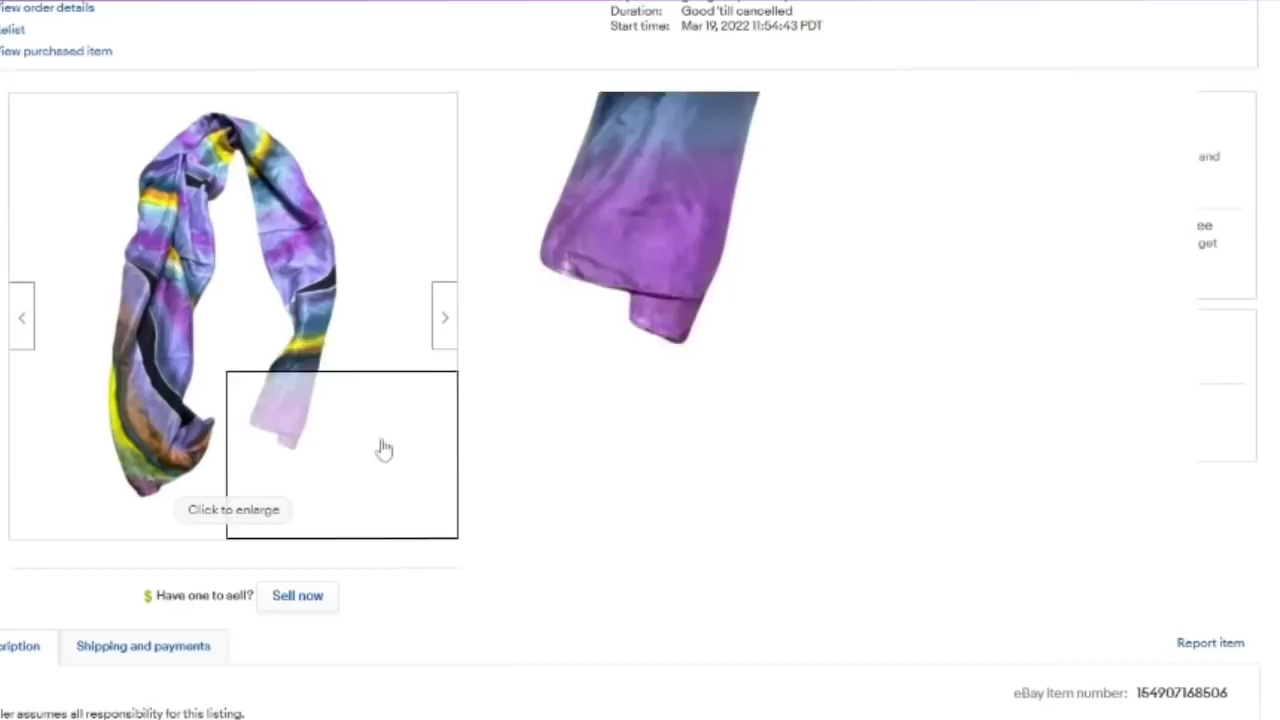 iew order details
Duration: Good 'till cancelled
elist
Start time: Mar 19, 2022 11:54:43 PDT
iew purchased item
and
ee
get
Click to enlarge
$ Have one to sell? Sell now
cription
Shipping and payments
Report item
eBay item number: 154907168506
ler assumes all responsibility for this listing.